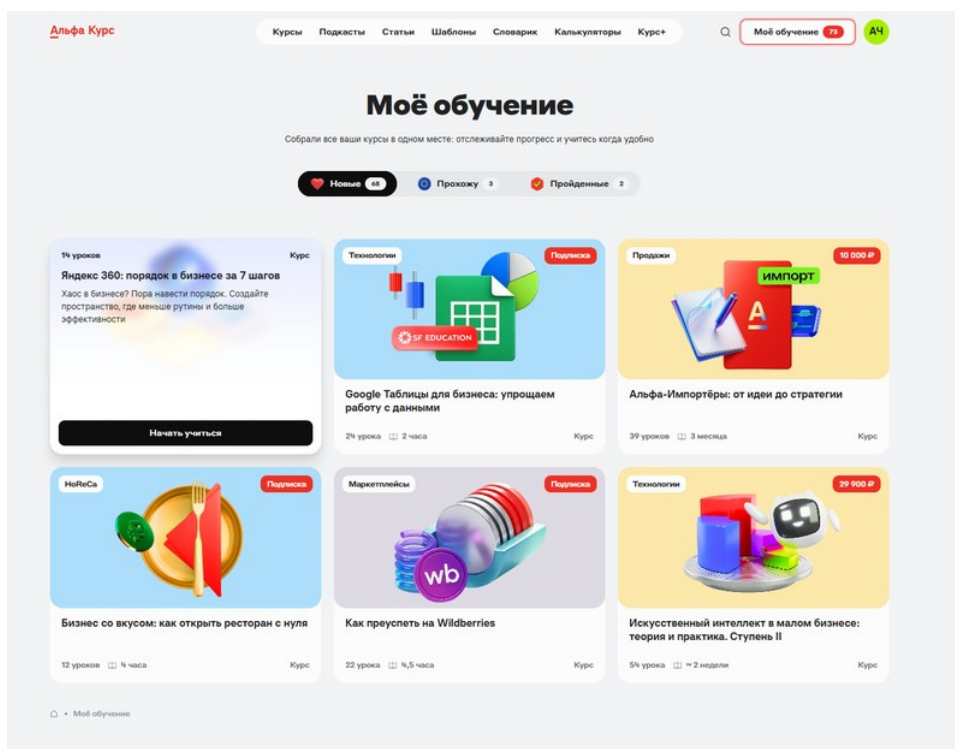 Альфа Курс
Курсы Подкасты Статьи Шаблоны Словарик Калькуляторы Курс+
Моё обучение 73
АЧ
Моё обучение
Собрали все ваши курсы в одном месте: отслеживайте прогресс и учитесь когда удобно
Новые 68
Прохожу 3
Пройденные 2
14 уроков Курс
Яндекс 360: порядок в бизнесе за 7 шагов
Хаос в бизнесе? Пора навести порядок. Создайте
пространство, где меньше рутины и больше
эффективности
Начать учиться
Технологии Подписка
SF EDUCATION
Google Таблицы для бизнеса: упрощаем
работу с данными
24 урока 2 часа Курс
Продажи 10 000 ₽
ИМПОРТ
А
Альфа-Импортёры: от идеи до стратегии
39 уроков 3 месяца Курс
HoReCa Подписка
Бизнес со вкусом: как открыть ресторан с нуля
12 уроков 4 часа Курс
Маркетплейсы Подписка
wb
Как преуспеть на Wildberries
22 урока 4,5 часа Курс
Технологии 29 900 ₽
Искусственный интеллект в малом бизнесе:
теория и практика. Ступень II
54 урока ~ 2 недели Курс
• Моё обучение